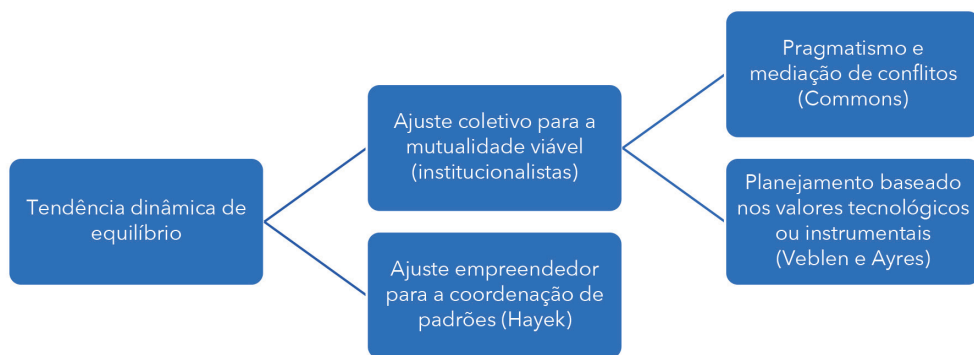 Tendência dinâmica de
equilíbrio
Ajuste coletivo para a
mutualidade viável
(institucionalistas)
Ajuste empreendedor
para a coordenação de
padrões (Hayek)
Pragmatismo e
mediação de conflitos
(Commons)
Planejamento baseado
nos valores tecnológicos
ou instrumentais
(Veblen e Ayres)